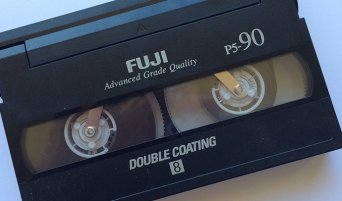 FUJI
Advanced Grade Quality
P5-90
DOUBLE COATING
8